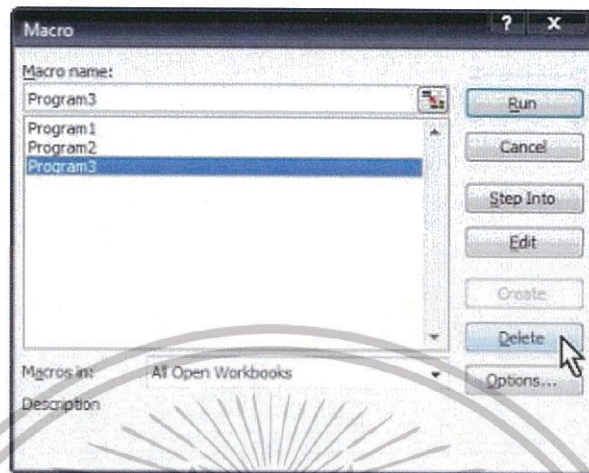 Macro
? X
Macro name:
Program3
Program1
Program2
Program3
Run
Cancel
Step Into
Edit
Create
Delete
Options...
Macros in: All Open Workbooks
Description